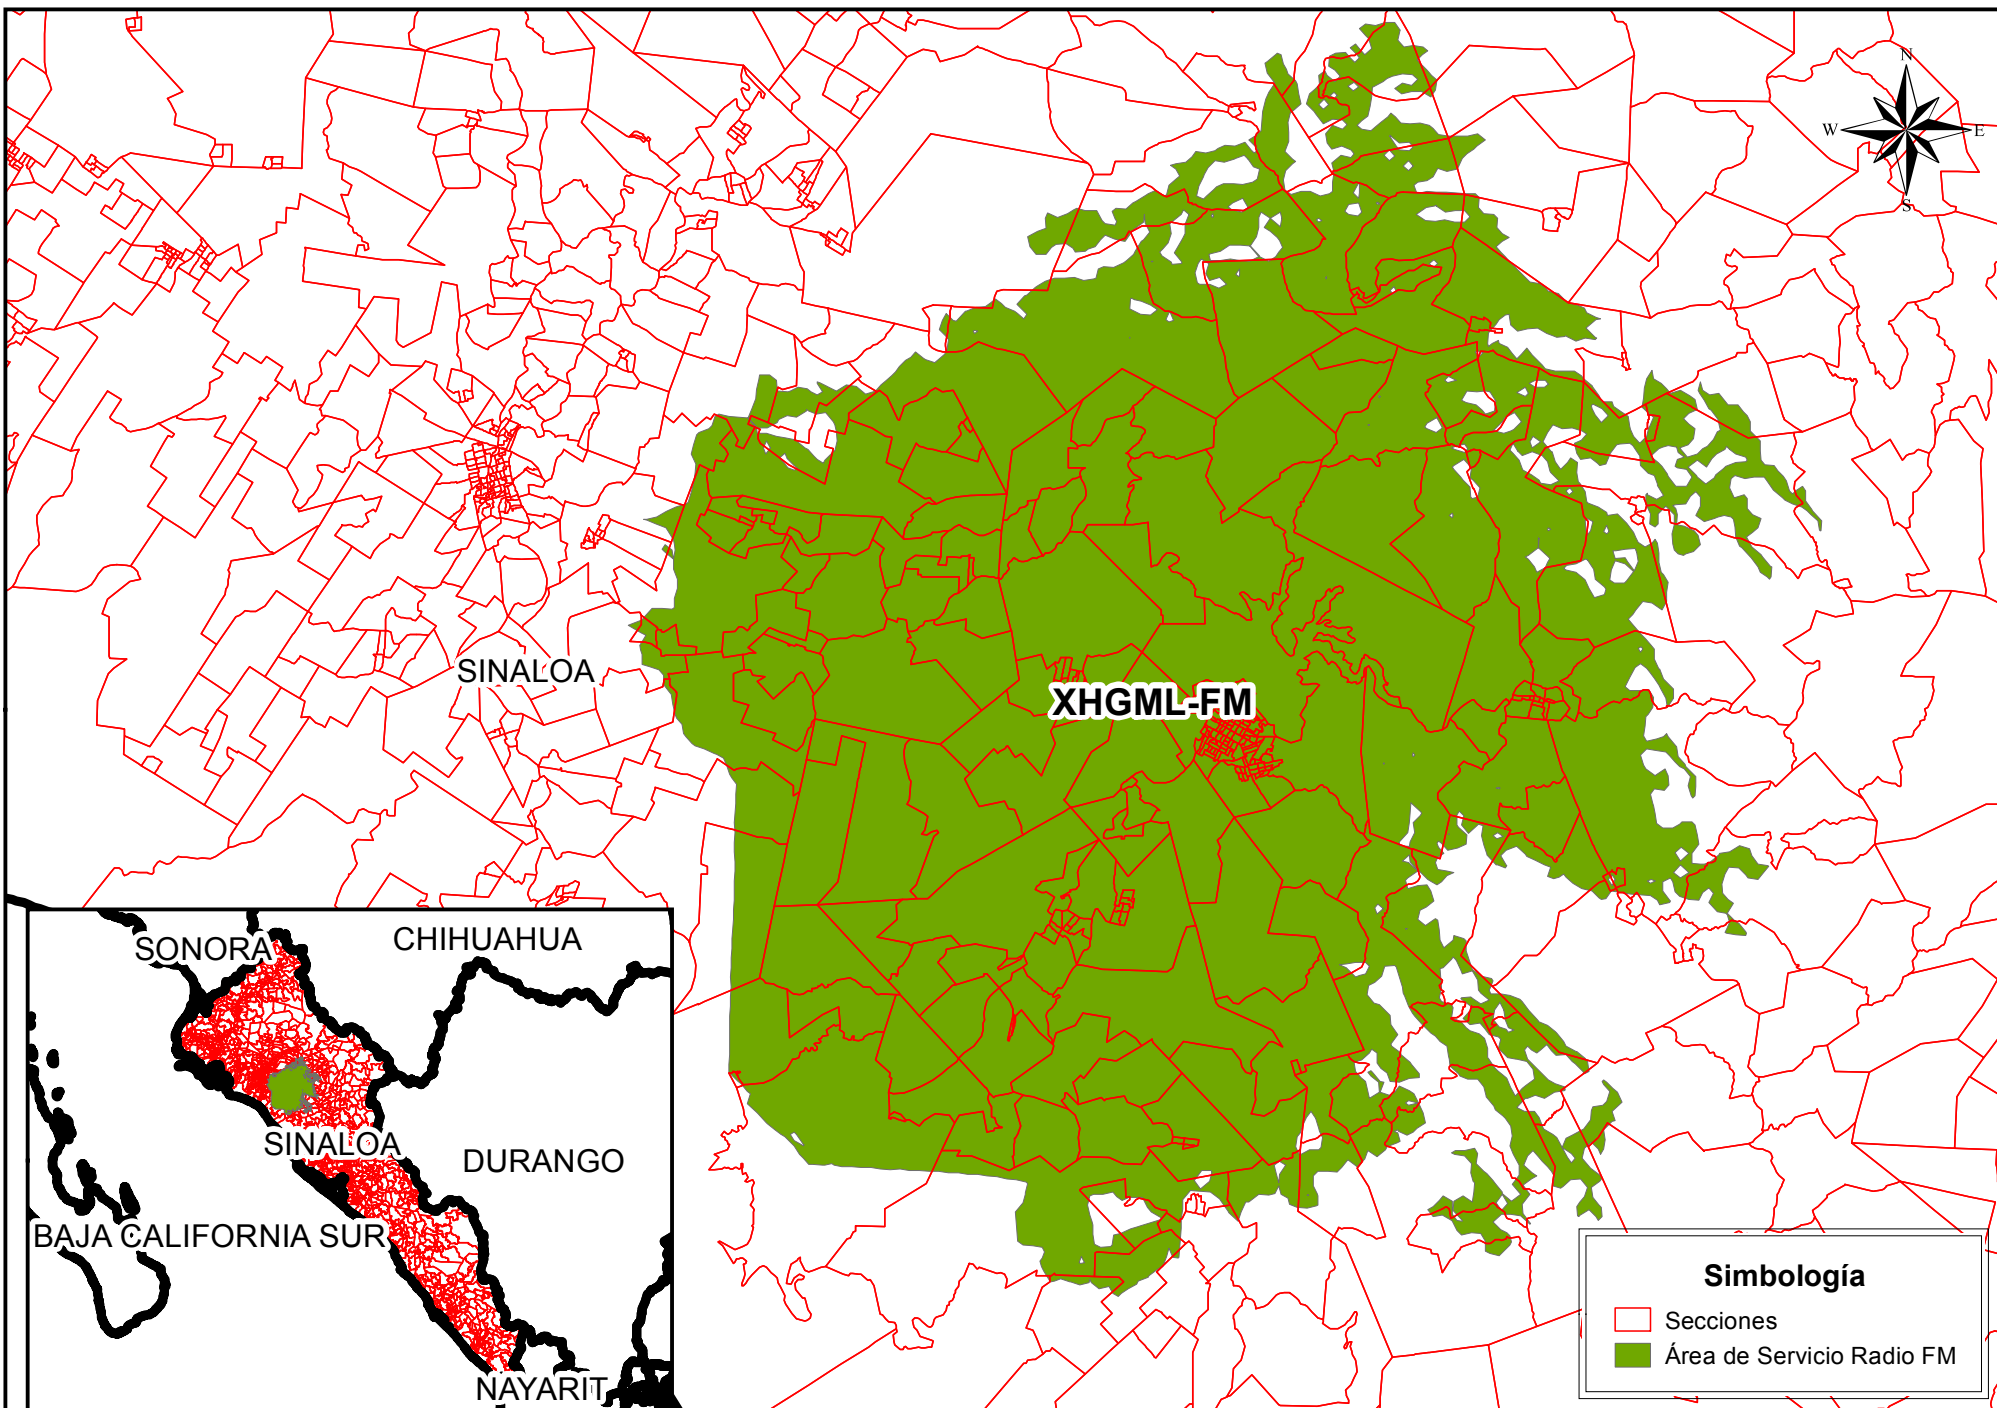 N
W E
S
SINALOA
XHGML-FM
SONORA
CHIHUAHUA
SINALOA
DURANGO
BAJA CALIFORNIA SUR
NAYARIT
Simbología
Secciones
Área de Servicio Radio FM